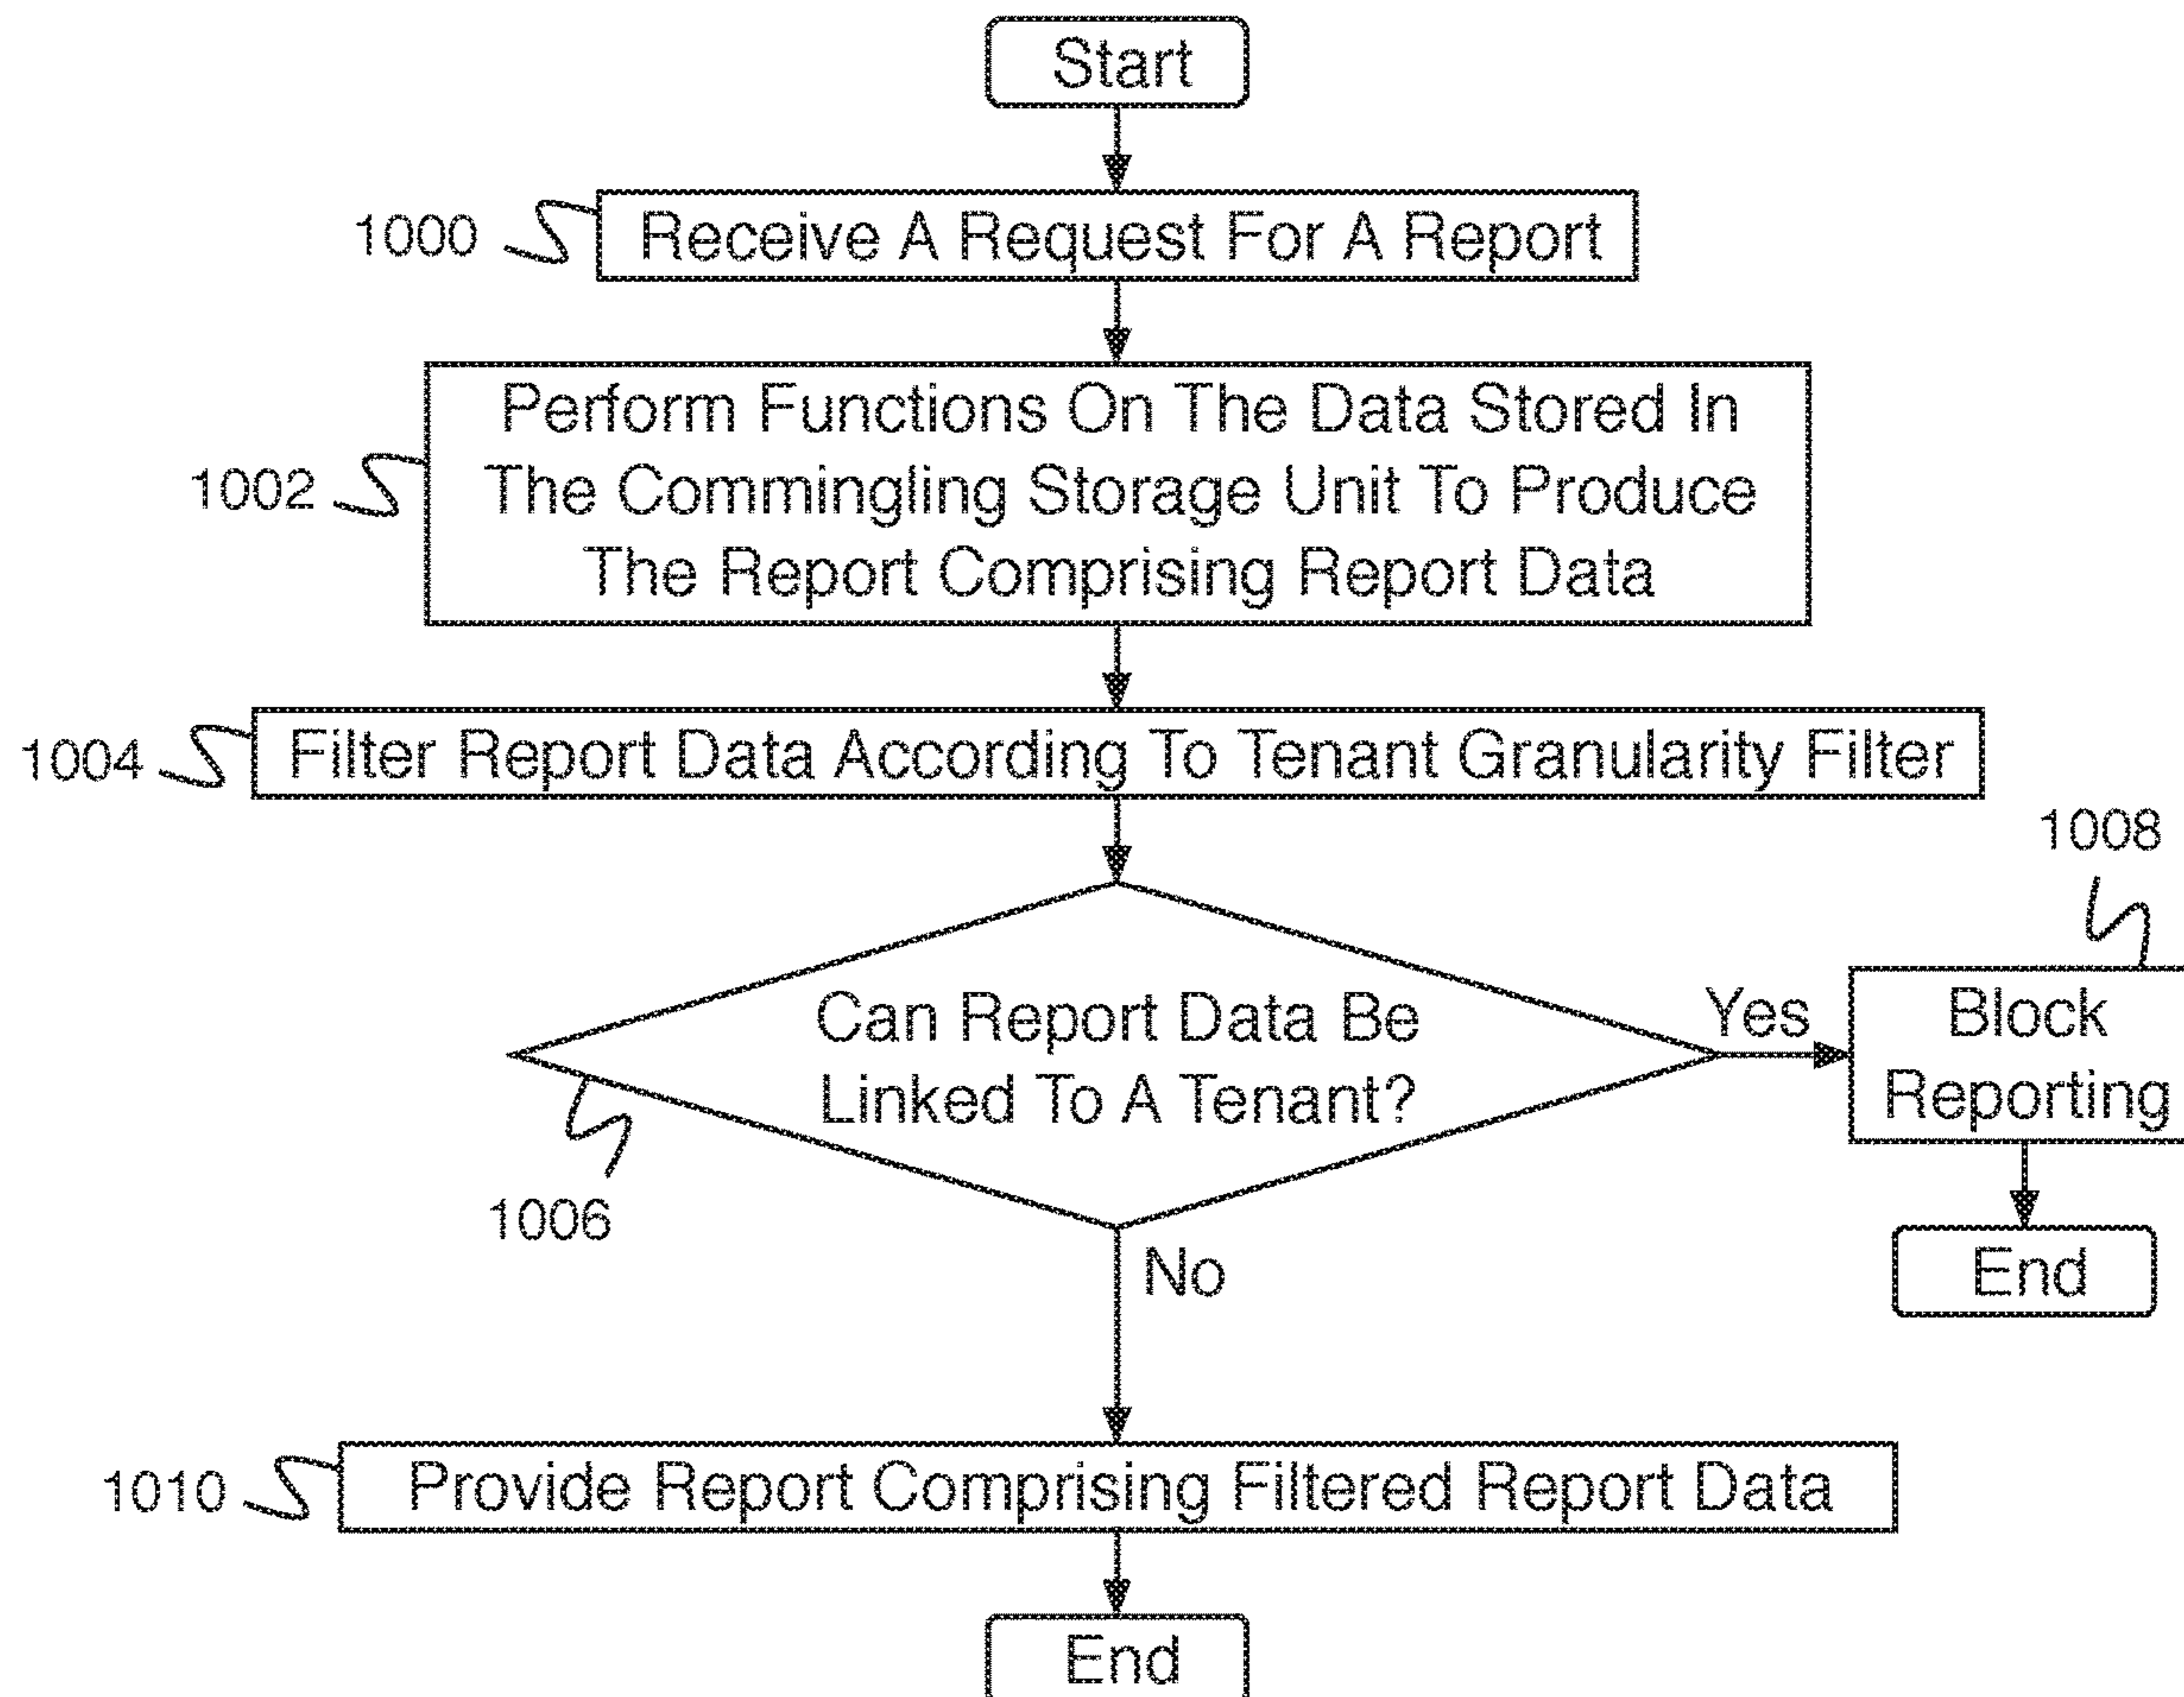 Start
1000
Receive A Request For A Report
Perform Functions On The Data Stored In
1002
The Commingling Storage Unit To Produce
The Report Comprising Report Data
1004
Filter Report Data According To Tenant Granularity Filter
1008
Can Report Data Be
Linked To A Tenant?
Yes
Block
Reporting
1006
No
End
1010
Provide Report Comprising Filtered Report Data
End